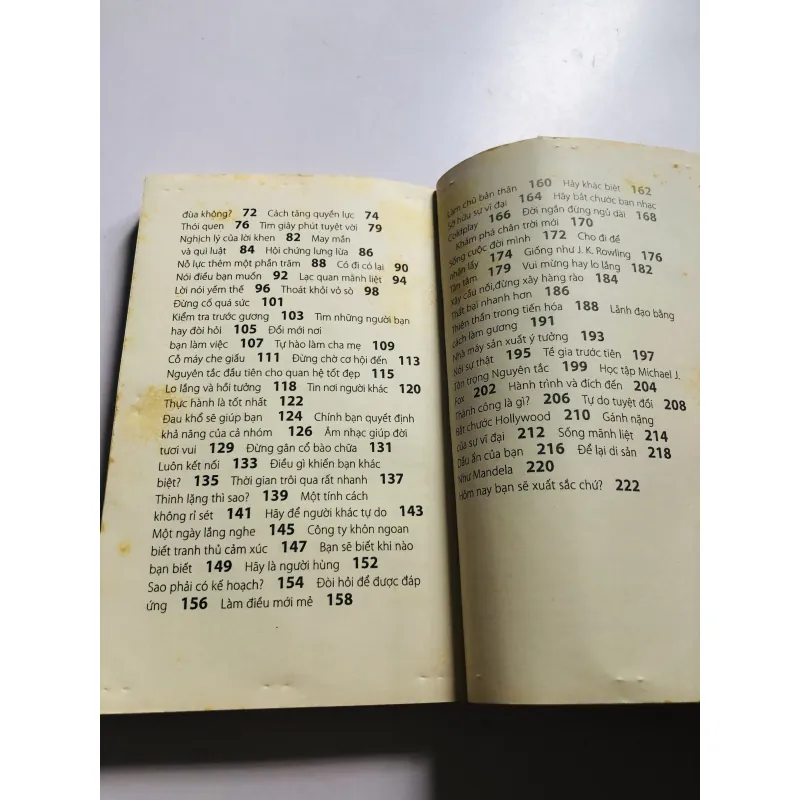 đùa không? 72 Cách tăng quyền lực 74
Thói quen 76 Tìm giây phút tuyệt vời 79
Nghịch lý của lời khen 82 May mắn
và qui luật 84 Hội chứng lưng lừa 86
Nỗ lực thêm một phần trăm 88 Có đi có lại 90
Nói điều bạn muốn 92 Lạc quan mãnh liệt 94
Lời nói yếm thế 96 Thoát khỏi vỏ sò 98
Đừng cố quá sức 101
Kiểm tra trước gương 103 Tìm những người bạn
hay đòi hỏi 105 Đổi mới nơi
bạn làm việc 107 Tự hào làm cha mẹ 109
Cỗ máy che giấu 111 Đừng chờ cơ hội đến 113
Nguyên tắc đầu tiên cho quan hệ tốt đẹp 115
Lo lắng và hồi tưởng 118 Tin nơi người khác 120
Thực hành là tốt nhất 122
Đau khổ sẽ giúp bạn 124 Chính bạn quyết định
khả năng của cả nhóm 126 Âm nhạc giúp đời
tươi vui 129 Đừng gân cổ bào chữa 131
Luôn kết nối 133 Điều gì khiến bạn khác
biệt? 135 Thời gian trôi qua rất nhanh 137
Thinh lặng thì sao? 139 Một tính cách
không rỉ sét 141 Hãy để người khác tự do 143
Một ngày lắng nghe 145 Công ty khôn ngoan
biết tranh thủ cảm xúc 147 Bạn sẽ biết khi nào
bạn biết 149 Hãy là người hùng 152
Sao phải có kế hoạch? 154 Đòi hỏi để được đáp
ứng 156 Làm điều mới mẻ 158
Làm chủ bản thân 160 Hãy khác biệt 162
Sở hữu sự vĩ đại 164 Hãy bắt chước ban nhạc
Coldplay 166 Đời ngắn đừng ngủ dài 168
Khám phá chân trời mới 170
Sống cuộc đời mình 172 Cho đi để
nhận lấy 174 Giống như J. K. Rowling 176
Tận tâm 179 Vui mừng hay lo lắng 182
Xây cầu nối, đừng xây hàng rào 184
Thất bại nhanh hơn 186
Thiên thần trong tiến hóa 188 Lãnh đạo bằng
cách làm gương 191
Nhà máy sản xuất ý tưởng 193
Nói sự thật 195 Tề gia trước tiên 197
Tôn trọng Nguyên tắc 199 Học tập Michael J.
Fox 202 Hành trình và đích đến 204
Thành công là gì? 206 Tự do tuyệt đối 208
Bắt chước Hollywood 210 Gánh nặng
của sự vĩ đại 212 Sống mãnh liệt 214
Dấu ấn của bạn 216 Để lại di sản 218
Như Mandela 220
Hôm nay bạn sẽ xuất sắc chứ? 222